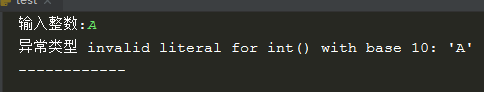 test
输入整数:A
异常类型 invalid literal for int() with base 10: 'A'
------------